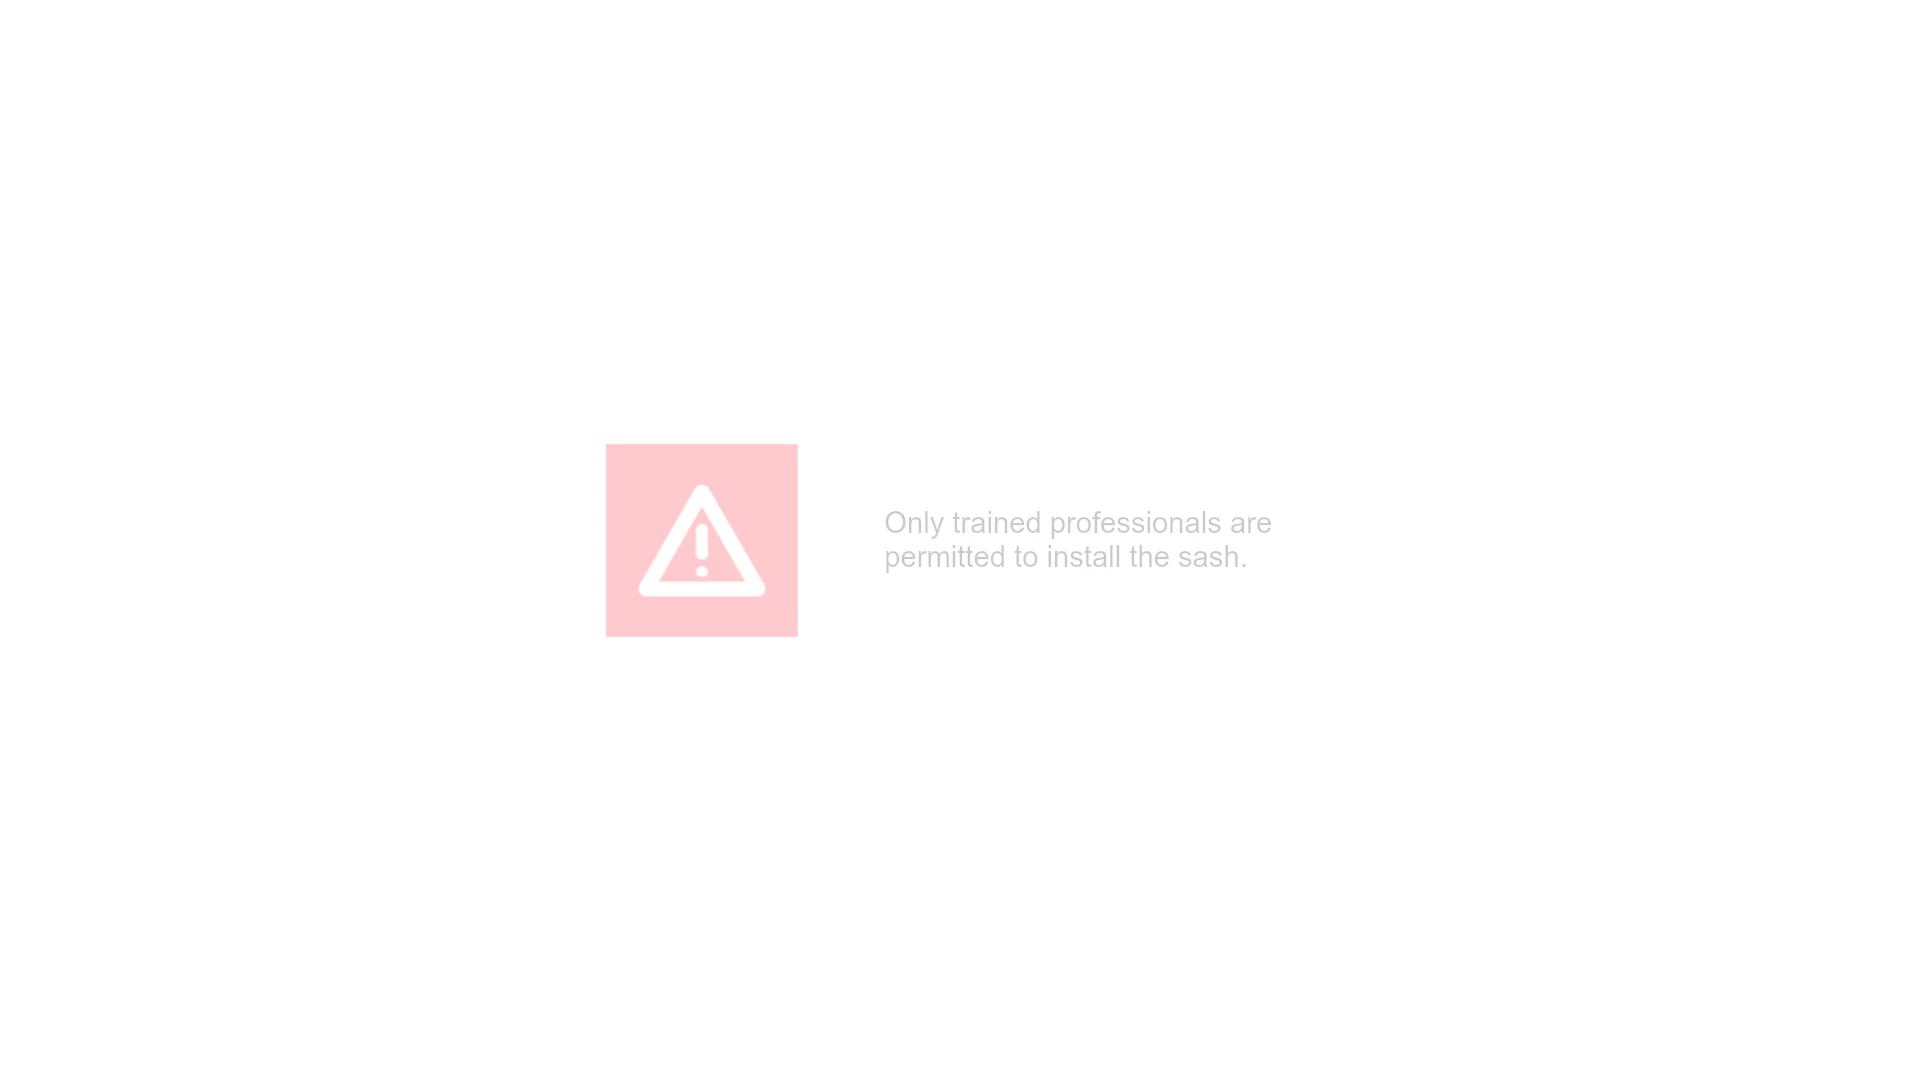 Only trained professionals are
permitted to install the sash.